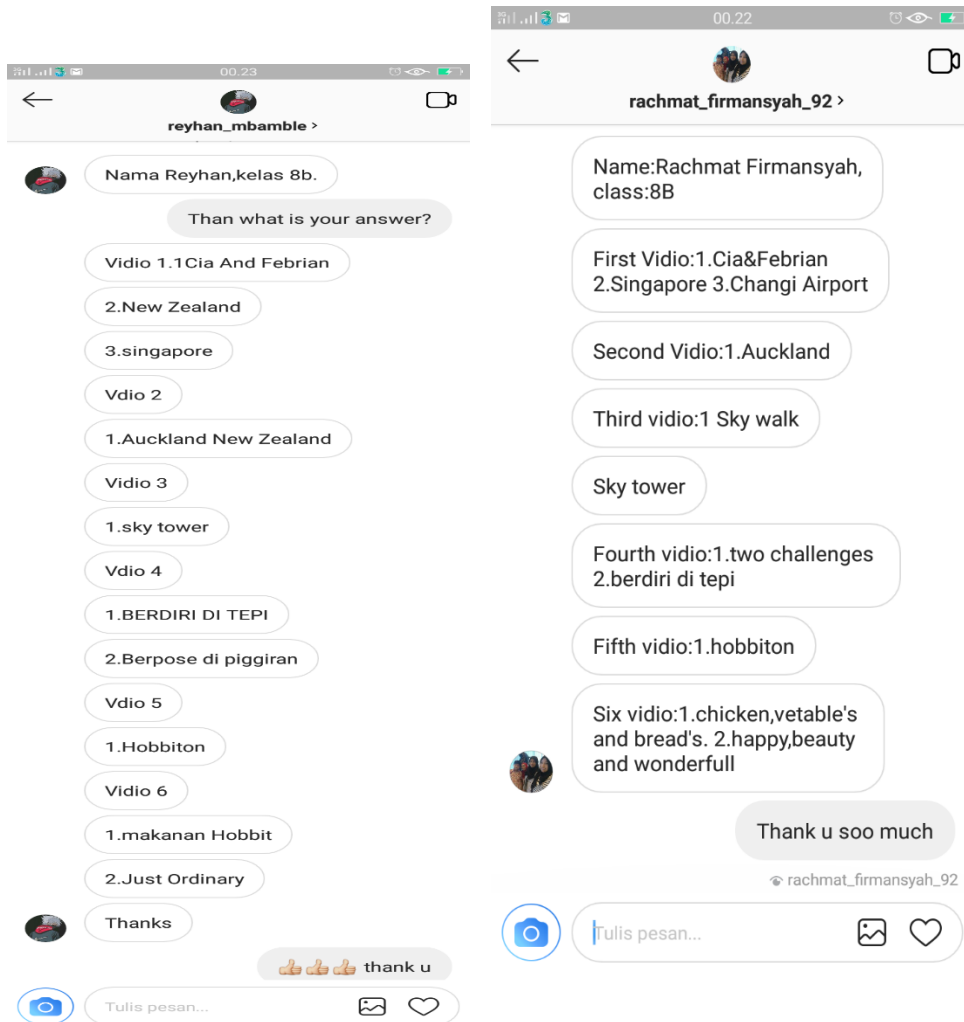 00.23
reyhan_mbamble >
Nama Reyhan,kelas 8b.
Than what is your answer?
Vidio 1.1Cia And Febrian
2.New Zealand
3.singapore
Vdio 2
1.Auckland New Zealand
Vidio 3
1.sky tower
Vdio 4
1.BERDIRI DI TEPI
2.Berpose di piggiran
Vdio 5
1.Hobbiton
Vidio 6
1.makanan Hobbit
2.Just Ordinary
Thanks
👍🏻👍🏻👍🏻 thank u
Tulis pesan...
00.22
rachmat_firmansyah_92 >
Name:Rachmat Firmansyah,
class:8B
First Vidio:1.Cia&Febrian
2.Singapore 3.Changi Airport
Second Vidio:1.Auckland
Third vidio:1 Sky walk
Sky tower
Fourth vidio:1.two challenges
2.berdiri di tepi
Fifth vidio:1.hobbiton
Six vidio:1.chicken,vetable's
and bread's. 2.happy,beauty
and wonderfull
Thank u soo much
rachmat_firmansyah_92
Tulis pesan...